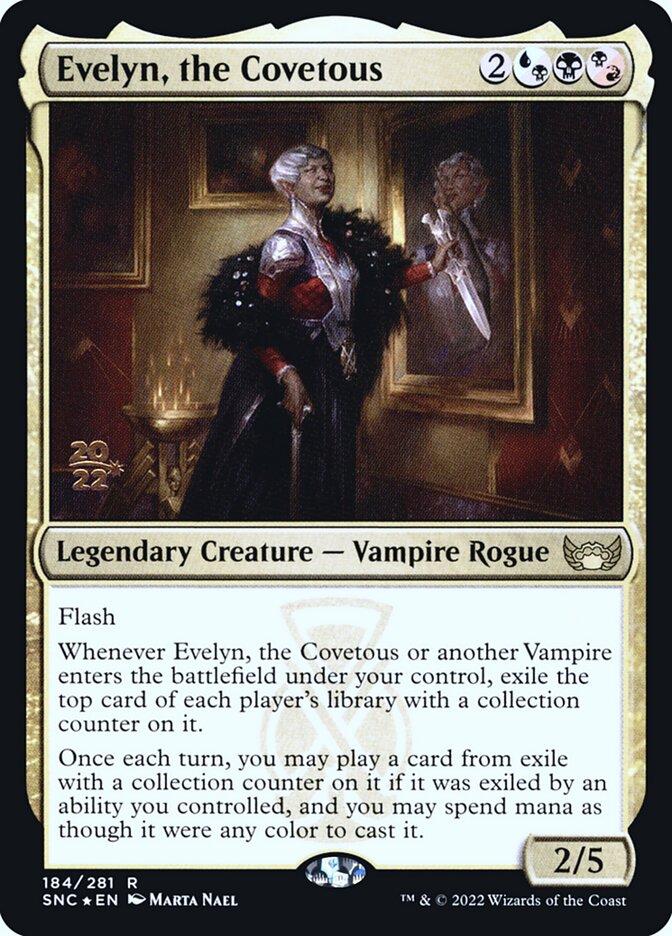 Evelyn, the Covetous 2
20
22
Legendary Creature — Vampire Rogue
Flash
Whenever Evelyn, the Covetous or another Vampire
enters the battlefield under your control, exile the
top card of each player's library with a collection
counter on it.
Once each turn, you may play a card from exile
with a collection counter on it if it was exiled by an
ability you controlled, and you may spend mana as
though it were any color to cast it.
2/5
184/281 R
SNC ★ EN Marta Nael
™ & © 2022 Wizards of the Coast